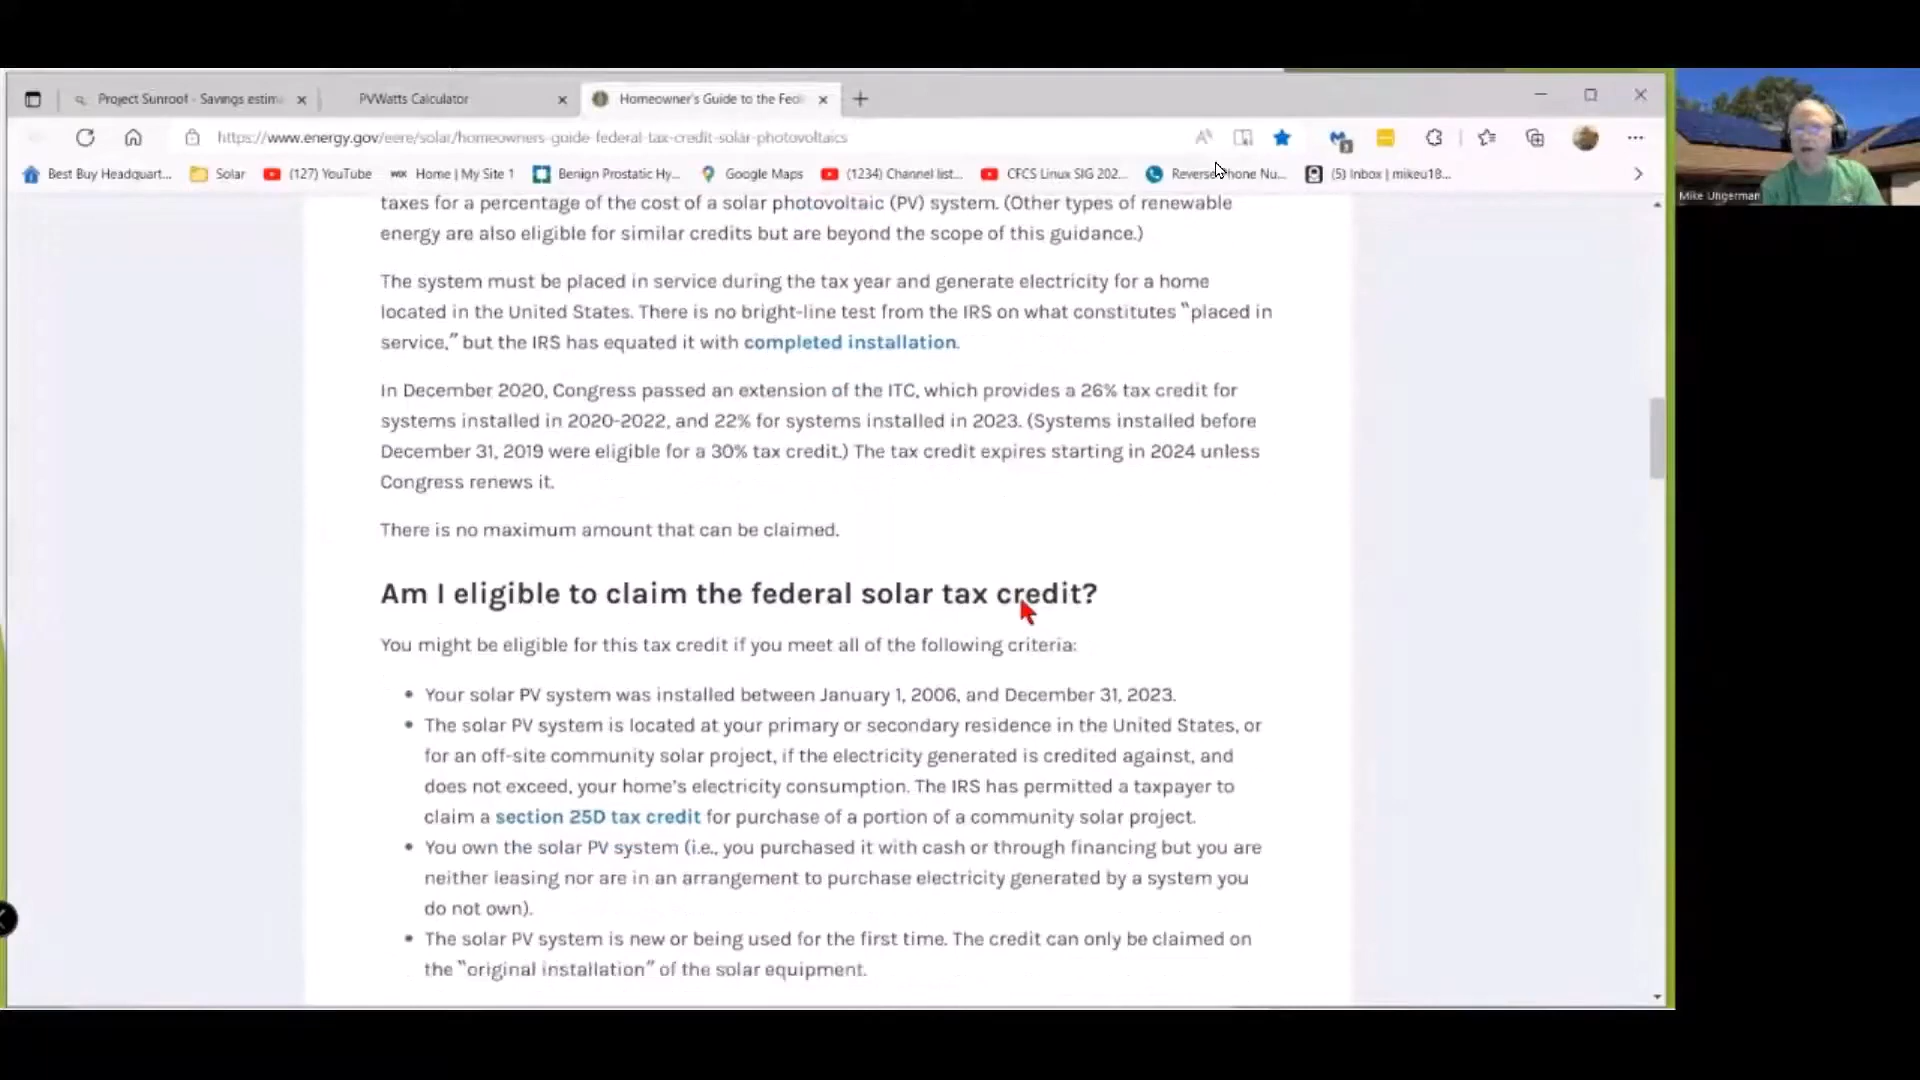 Project Sunroof - Savings estim
PVWatts Calculator
Homeowner's Guide to the Fed
https://www.energy.gov/eere/solar/homeowners-guide-federal-tax-credit-solar-photovoltaics
Best Buy Headquart...
Solar
(127) YouTube
WX Home | My Site 1
Benign Prostatic Hy...
Google Maps
(1234) Channel list...
CFCS Linux SIG 202...
Reverse Phone Nu...
(5) Inbox | mikeu18...
Mike Ungerman
taxes for a percentage of the cost of a solar photovoltaic (PV) system. (Other types of renewable
energy are also eligible for similar credits but are beyond the scope of this guidance.)
The system must be placed in service during the tax year and generate electricity for a home
located in the United States. There is no bright-line test from the IRS on what constitutes “placed in
service,” but the IRS has equated it with completed installation.
In December 2020, Congress passed an extension of the ITC, which provides a 26% tax credit for
systems installed in 2020-2022, and 22% for systems installed in 2023. (Systems installed before
December 31, 2019 were eligible for a 30% tax credit.) The tax credit expires starting in 2024 unless
Congress renews it.
There is no maximum amount that can be claimed.
Am I eligible to claim the federal solar tax credit?
You might be eligible for this tax credit if you meet all of the following criteria:
• Your solar PV system was installed between January 1, 2006, and December 31, 2023.
• The solar PV system is located at your primary or secondary residence in the United States, or
for an off-site community solar project, if the electricity generated is credited against, and
does not exceed, your home’s electricity consumption. The IRS has permitted a taxpayer to
claim a section 25D tax credit for purchase of a portion of a community solar project.
• You own the solar PV system (i.e., you purchased it with cash or through financing but you are
neither leasing nor are in an arrangement to purchase electricity generated by a system you
do not own).
• The solar PV system is new or being used for the first time. The credit can only be claimed on
the “original installation” of the solar equipment.